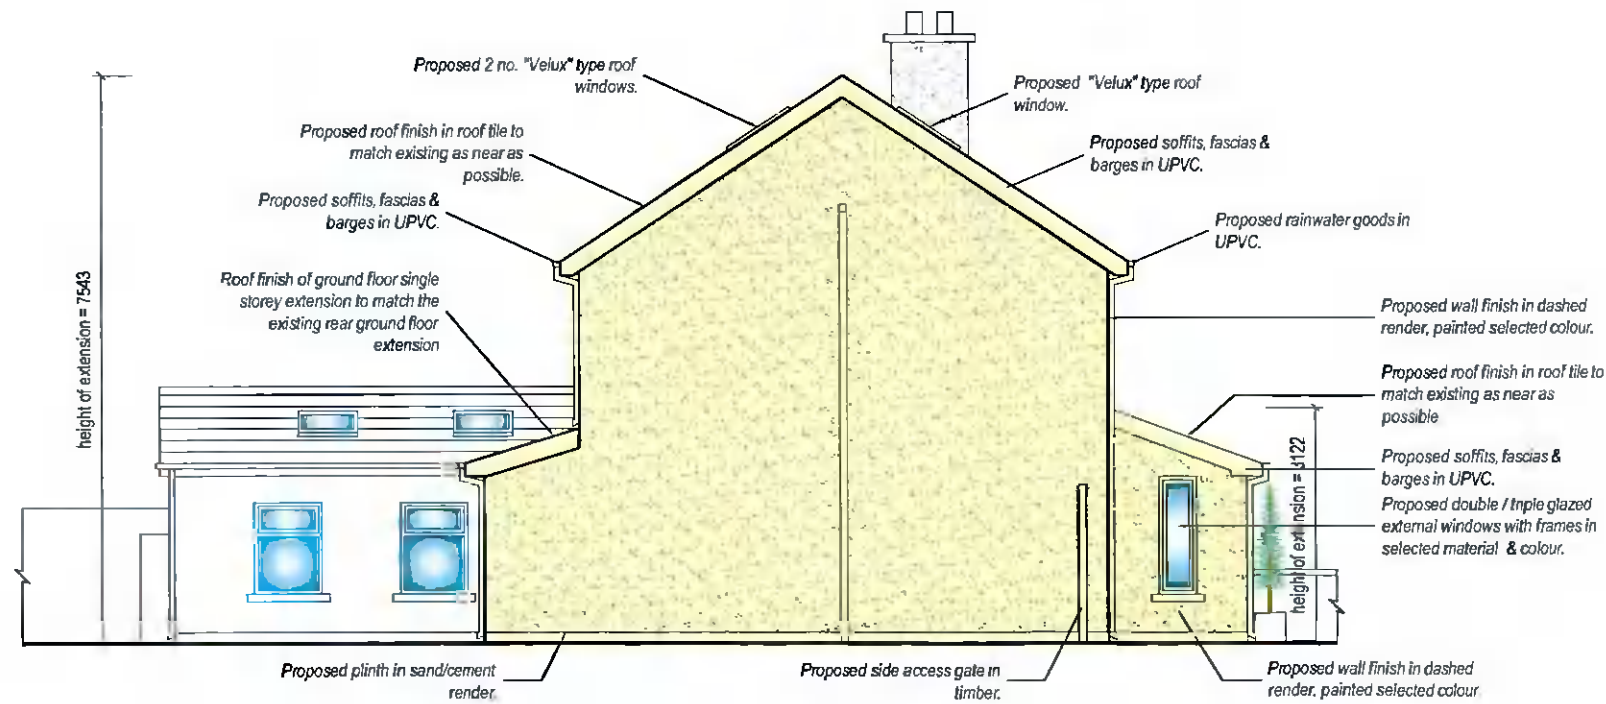 Proposed 2 no. "Velux" type roof
windows.
Proposed "Velux" type roof
window.
Proposed roof finish in roof tile to
match existing as near as
possible.
Proposed soffits, fascias &
barges in UPVC.
Proposed soffits, fascias &
barges in UPVC.
Proposed rainwater goods in
UPVC.
Roof finish of ground floor single
storey extension to match the
existing rear ground floor
extension
height of extension = 7543
Proposed wall finish in dashed
render, painted selected colour.
Proposed roof finish in roof tile to
match existing as near as
possible
Proposed soffits, fascias &
barges in UPVC.
Proposed double / triple glazed
external windows with frames in
selected material & colour.
height of extension = 3122
Proposed plinth in sand/cement
render.
Proposed side access gate in
timber.
Proposed wall finish in dashed
render, painted selected colour